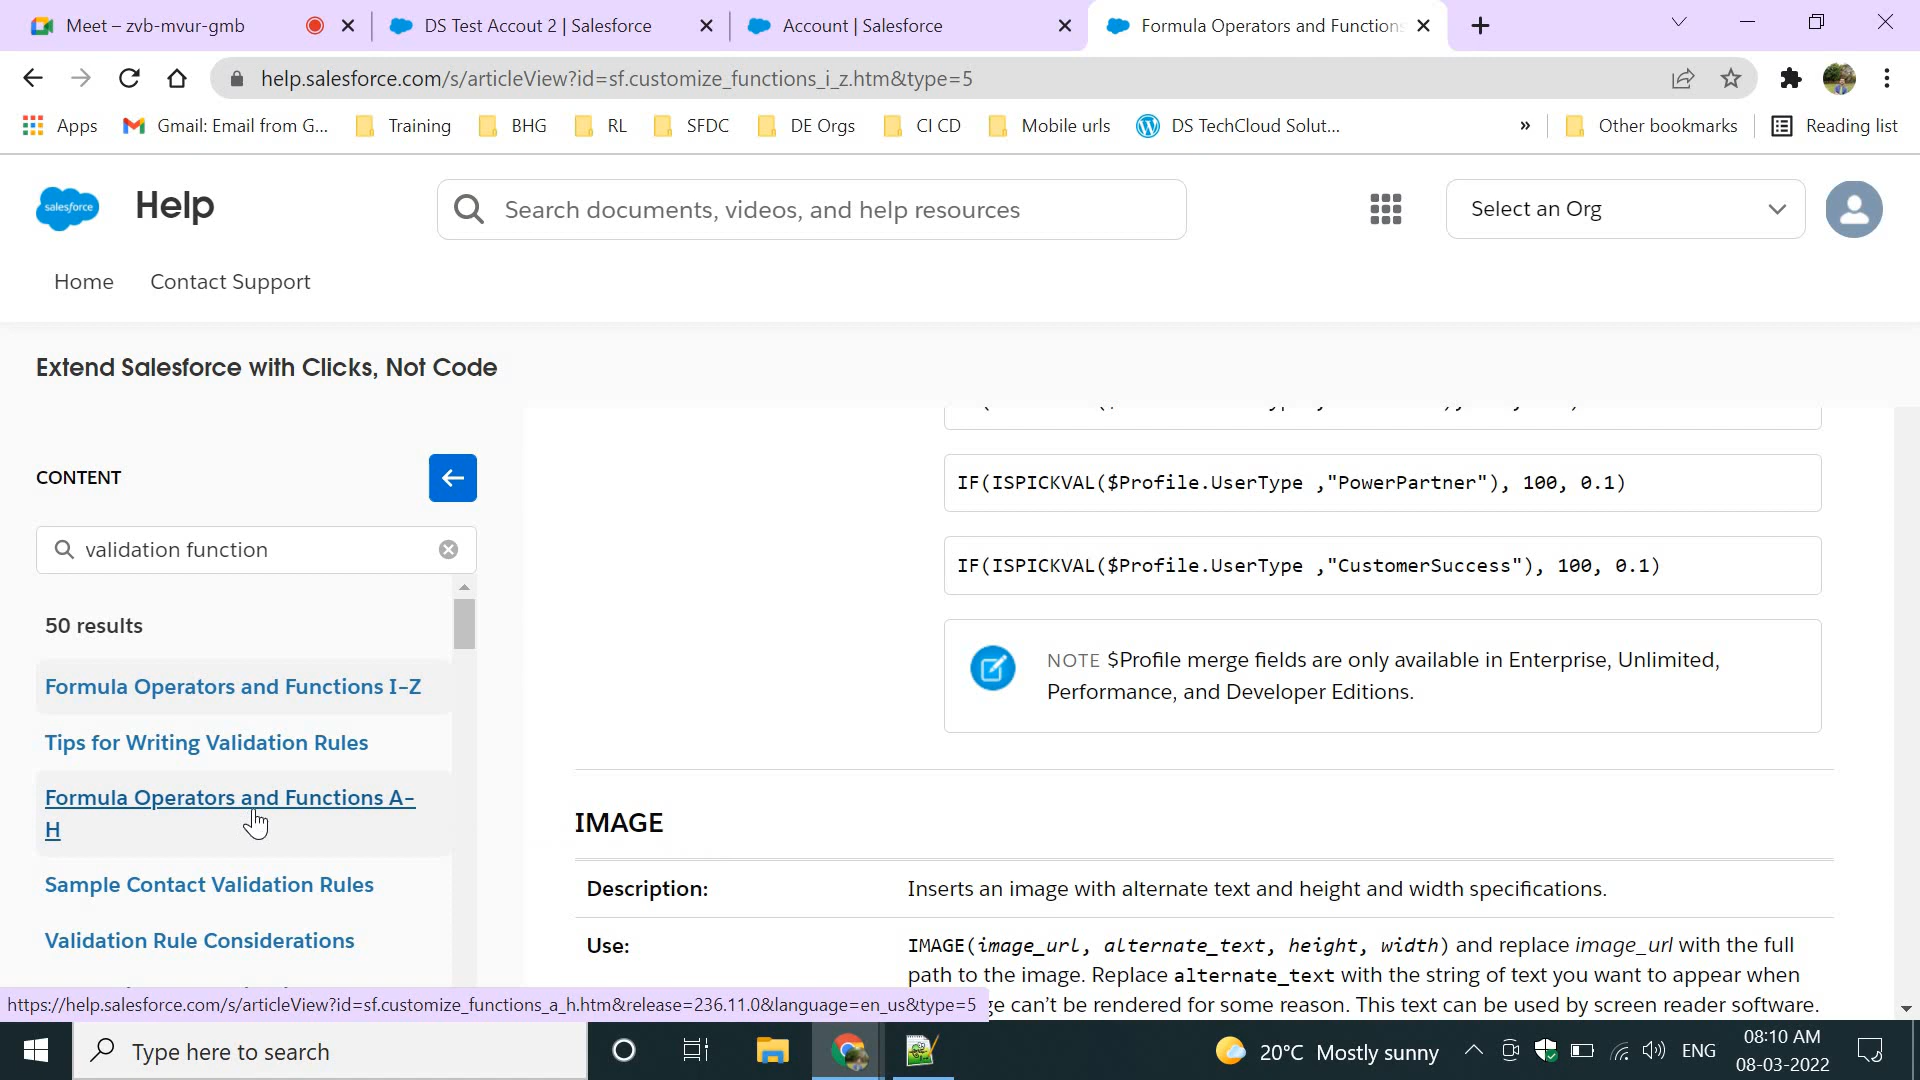 Meet – zvb-mvur-gmb
DS Test Accout 2 | Salesforce
Account | Salesforce
Formula Operators and Functions
help.salesforce.com/s/articleView?id=sf.customize_functions_i_z.htm&type=5
Apps
Gmail: Email from G...
Training
BHG
RL
SFDC
DE Orgs
CI CD
Mobile urls
DS TechCloud Solut...
»
Other bookmarks
Reading list
salesforce
Help
Search documents, videos, and help resources
Select an Org
Home
Contact Support
Extend Salesforce with Clicks, Not Code
CONTENT
validation function
50 results
Formula Operators and Functions I–Z
Tips for Writing Validation Rules
Formula Operators and Functions A–
H
Sample Contact Validation Rules
Validation Rule Considerations
IF(ISPICKVAL($Profile.UserType ,"PowerPartner"), 100, 0.1)
IF(ISPICKVAL($Profile.UserType ,"CustomerSuccess"), 100, 0.1)
NOTE $Profile merge fields are only available in Enterprise, Unlimited,
Performance, and Developer Editions.
IMAGE
Description:
Inserts an image with alternate text and height and width specifications.
Use:
IMAGE(image_url, alternate_text, height, width) and replace image_url with the full
path to the image. Replace alternate_text with the string of text you want to appear when
ge can't be rendered for some reason. This text can be used by screen reader software.
https://help.salesforce.com/s/articleView?id=sf.customize_functions_a_h.htm&release=236.11.0&language=en_us&type=5
Type here to search
20°C Mostly sunny
ENG
08:10 AM
08-03-2022